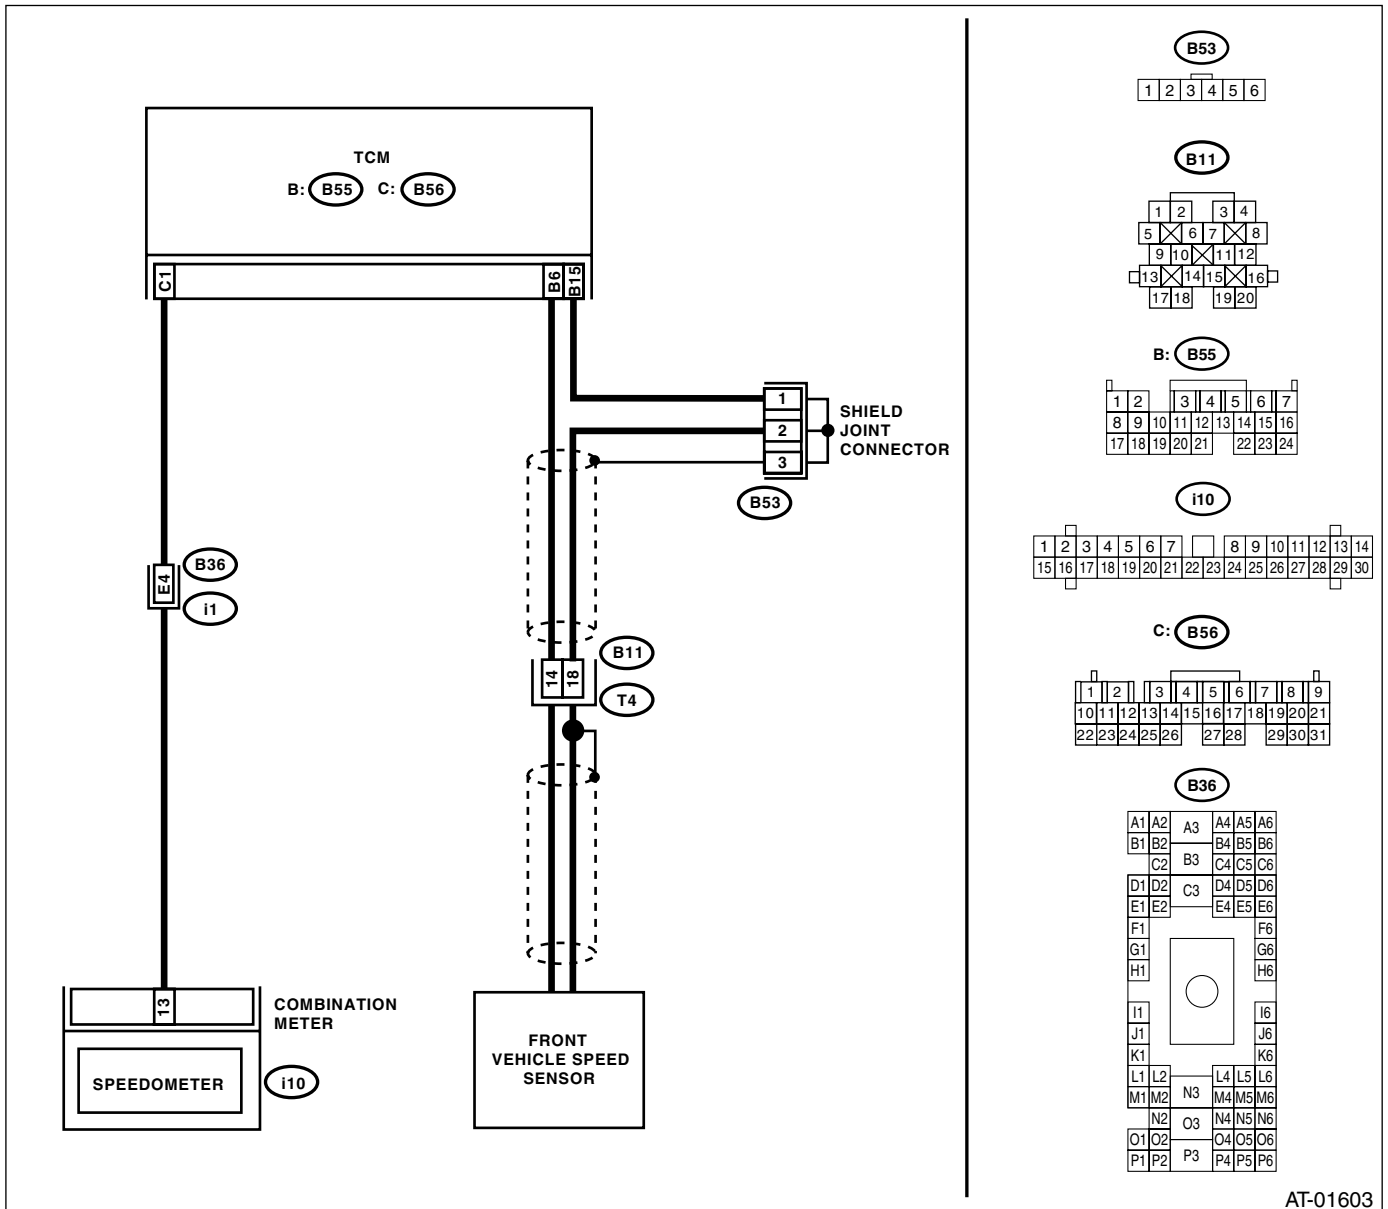 TCM
B: B55 C: B56
C1
B6
B15
1
2
3
SHIELD
JOINT
CONNECTOR
B53
E4
B36
i1
14
18
B11
T4
13
COMBINATION
METER
SPEEDOMETER
i10
FRONT
VEHICLE SPEED
SENSOR
B53
1 2 3 4 5 6
B11
1 2 3 4
5 6 7 8
9 10 11 12
13 14 15 16
17 18 19 20
B: B55
1 2 3 4 5 6 7
8 9 10 11 12 13 14 15 16
17 18 19 20 21 22 23 24
i10
1 2 3 4 5 6 7 8 9 10 11 12 13 14
15 16 17 18 19 20 21 22 23 24 25 26 27 28 29 30
C: B56
1 2 3 4 5 6 7 8 9
10 11 12 13 14 15 16 17 18 19 20 21
22 23 24 25 26 27 28 29 30 31
B36
A1 A2 A3 A4 A5 A6
B1 B2 B4 B5 B6
C2 B3 C4 C5 C6
D1 D2 C3 D4 D5 D6
E1 E2 E4 E5 E6
F1 F6
G1 G6
H1 H6
I1 I6
J1 J6
K1 K6
L1 L2 L4 L5 L6
M1 M2 N3 M4 M5 M6
N2 O3 N4 N5 N6
O1 O2 O4 O5 O6
P1 P2 P3 P4 P5 P6
AT-01603